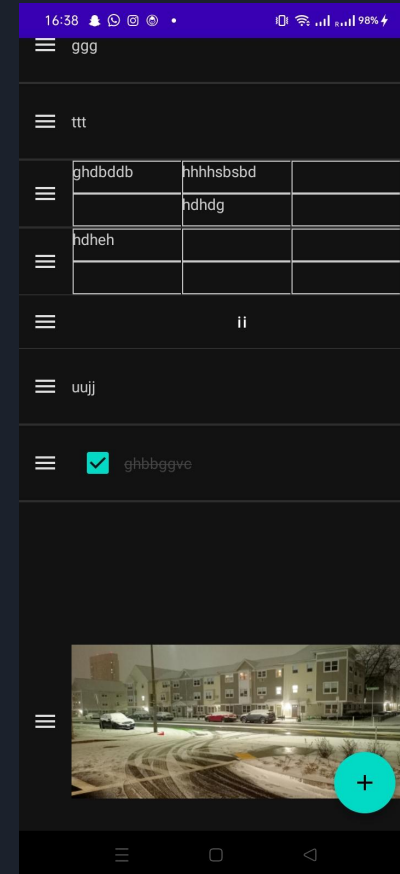 16:38 R 98%
ggg
ttt
ghdbddb hhhhsbsbd
hdhdg
hdheh
ii
uujj
ghbbggvc
+